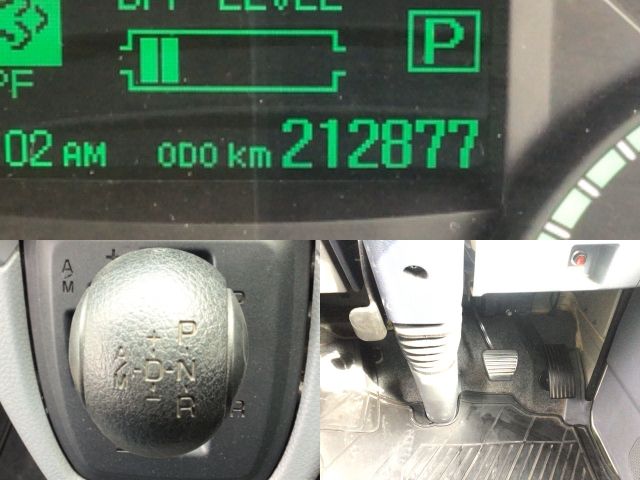 DPF LEVEL
P
PF
02 AM ODO km 212877
A/M
+
P
+
P
A/M -D-N
-
R
R